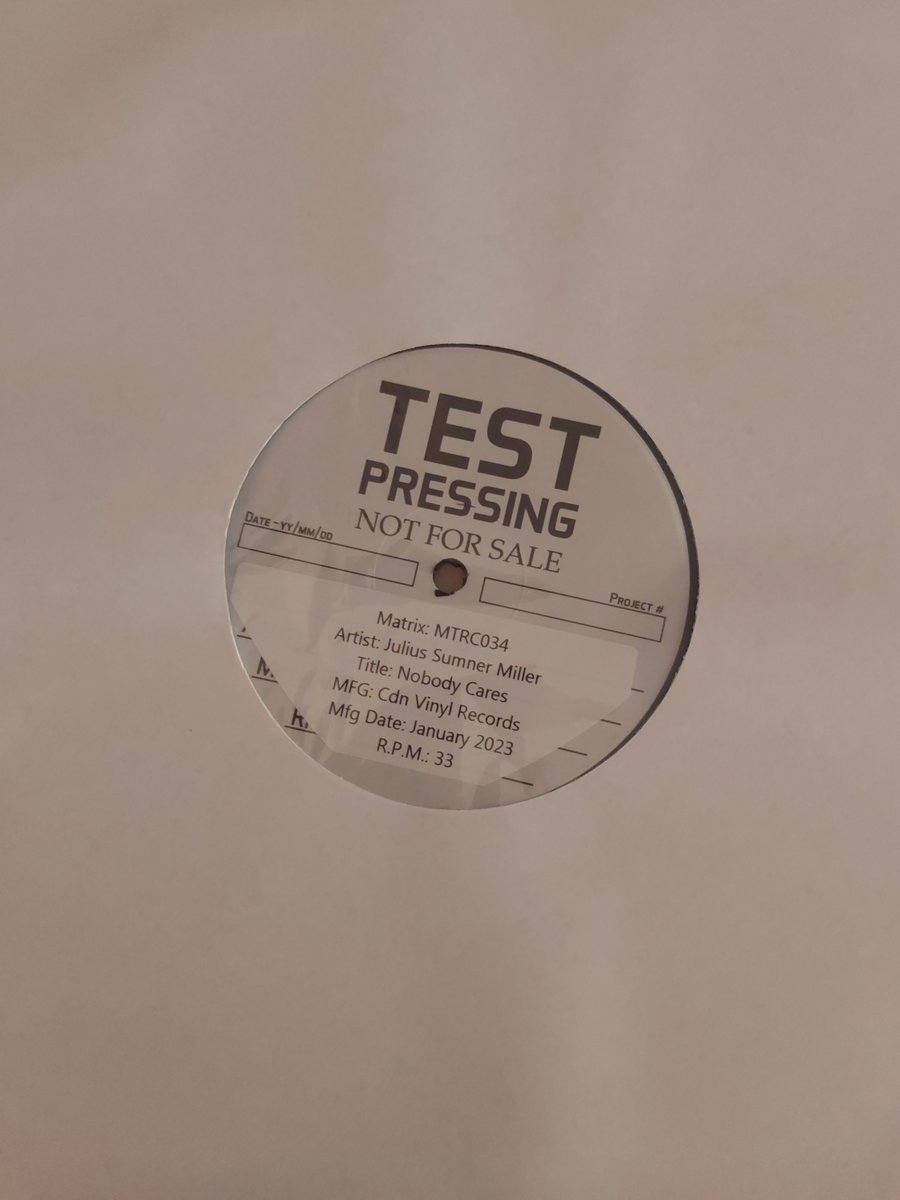 TEST
PRESSING
NOT FOR SALE
DATE - YY/MM/DD
PROJECT #
Matrix: MTRC034
Artist: Julius Sumner Miller
Title: Nobody Cares
MFG: Cdn Vinyl Records
Mfg Date: January 2023
R.P.M.: 33